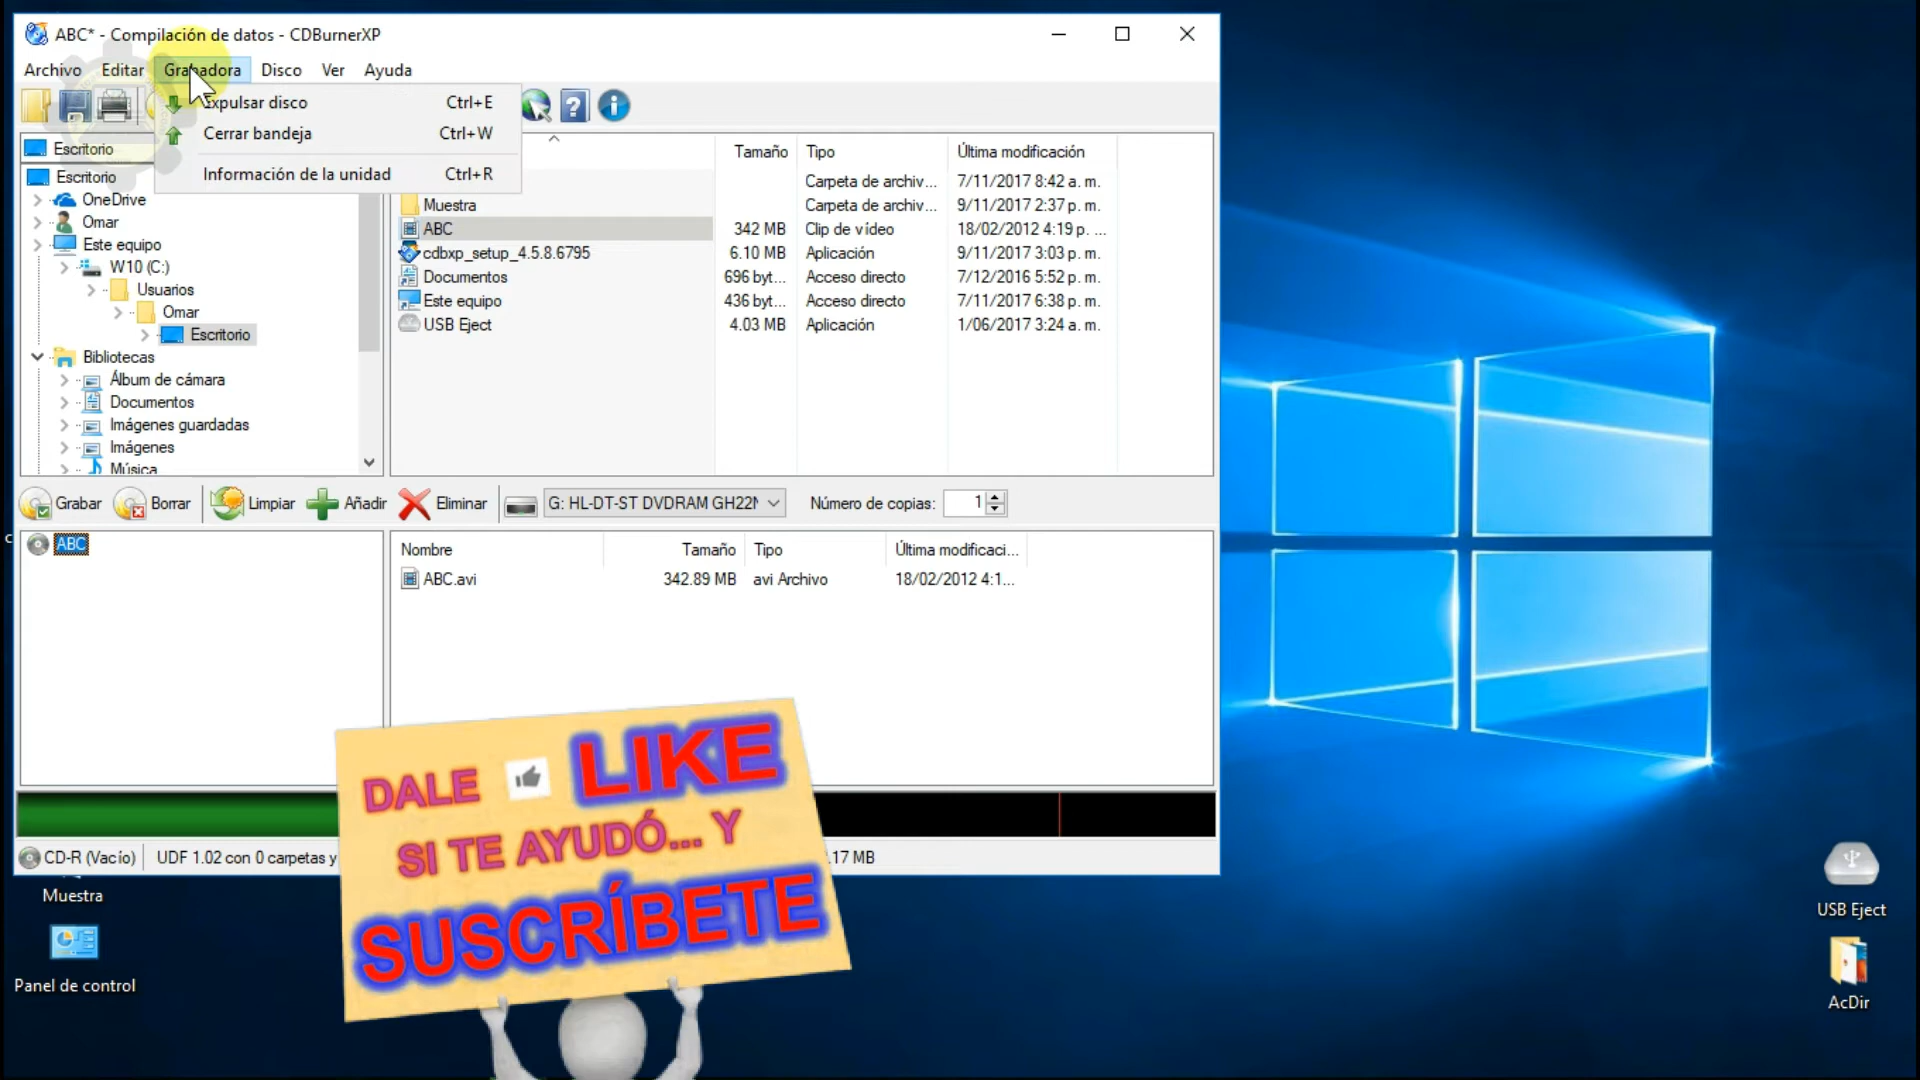 ABC* - Compilación de datos - CDBurnerXP
Archivo Editar Grabadora Disco Ver Ayuda
Expulsar disco Ctrl+E
Cerrar bandeja Ctrl+W
Información de la unidad Ctrl+R
Escritorio
Escritorio
OneDrive
Omar
Este equipo
W10 (C:)
Usuarios
Omar
Escritorio
Bibliotecas
Álbum de cámara
Documentos
Imágenes guardadas
Imágenes
Música
Tamaño Tipo Última modificación
Carpeta de archiv... 7/11/2017 8:42 a. m.
Muestra Carpeta de archiv... 9/11/2017 2:37 p. m.
ABC 342 MB Clip de vídeo 18/02/2012 4:19 p. ...
cdbxp_setup_4.5.8.6795 6.10 MB Aplicación 9/11/2017 3:03 p. m.
Documentos 696 byt... Acceso directo 7/12/2016 5:52 p. m.
Este equipo 436 byt... Acceso directo 7/11/2017 6:38 p. m.
USB Eject 4.03 MB Aplicación 1/06/2017 3:24 a. m.
Grabar Borrar Limpiar Añadir Eliminar G: HL-DT-ST DVDRAM GH22 Número de copias: 1
ABC
Nombre Tamaño Tipo Última modificaci...
ABC.avi 342.89 MB avi Archivo 18/02/2012 4:1...
DALE LIKE
SI TE AYUDÓ... Y
SUSCRÍBETE
CD-R (Vacío) UDF 1.02 con 0 carpetas y .17 MB
Muestra
Panel de control
USB Eject
AcDir